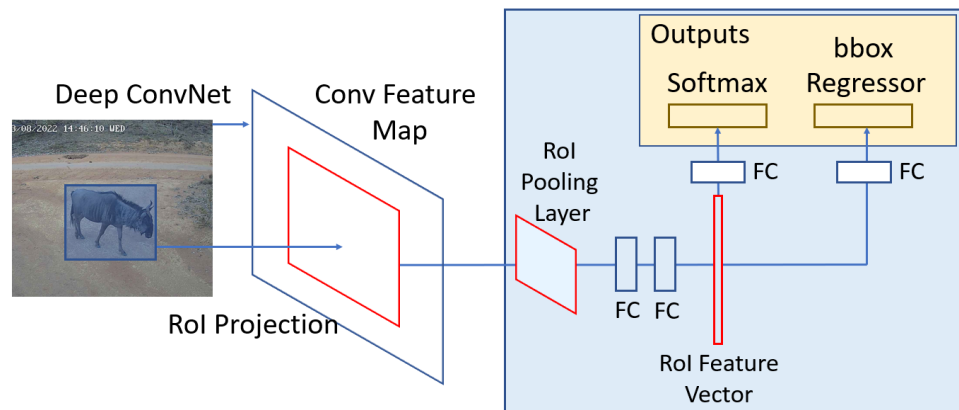 Deep ConvNet
3/08/2022 14:46:10 WED
RoI Projection
Conv Feature
Map
RoI
Pooling
Layer
FC
FC
RoI Feature
Vector
Outputs
Softmax
bbox
Regressor
FC
FC